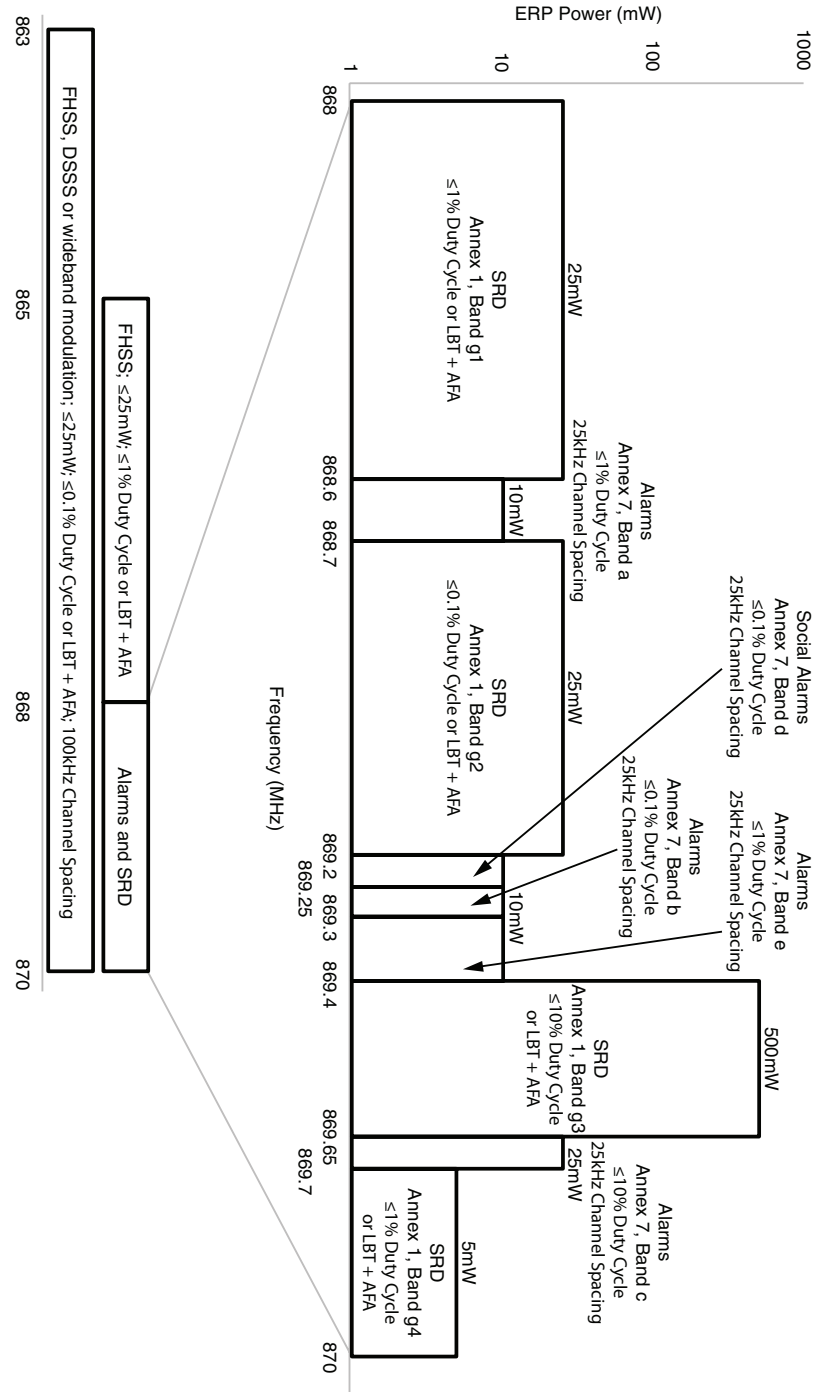 ERP Power (mW)
1000
100
10
1
Social Alarms
Annex 7, Band d
≤0.1% Duty Cycle
25kHz Channel Spacing
Alarms
Annex 7, Band e
≤1% Duty Cycle
25kHz Channel Spacing
500mW
Alarms
Annex 7, Band a
≤1% Duty Cycle
25kHz Channel Spacing
Alarms
Annex 7, Band b
≤0.1% Duty Cycle
25kHz Channel Spacing
Alarms
Annex 7, Band c
≤10% Duty Cycle
25kHz Channel Spacing
25mW
10mW
25mW
10mW
25mW
5mW
SRD
Annex 1, Band g1
≤1% Duty Cycle or LBT + AFA
SRD
Annex 1, Band g2
≤0.1% Duty Cycle or LBT + AFA
SRD
Annex 1, Band g3
≤10% Duty Cycle
or LBT + AFA
SRD
Annex 1, Band g4
≤1% Duty Cycle
or LBT + AFA
868
868.6
868.7
869.2
869.25
869.3
869.4
869.65
869.7
870
Frequency (MHz)
FHSS; ≤25mW; ≤1% Duty Cycle or LBT + AFA
Alarms and SRD
FHSS, DSSS or wideband modulation; ≤25mW; ≤0.1% Duty Cycle or LBT + AFA; 100kHz Channel Spacing
863
865
868
870